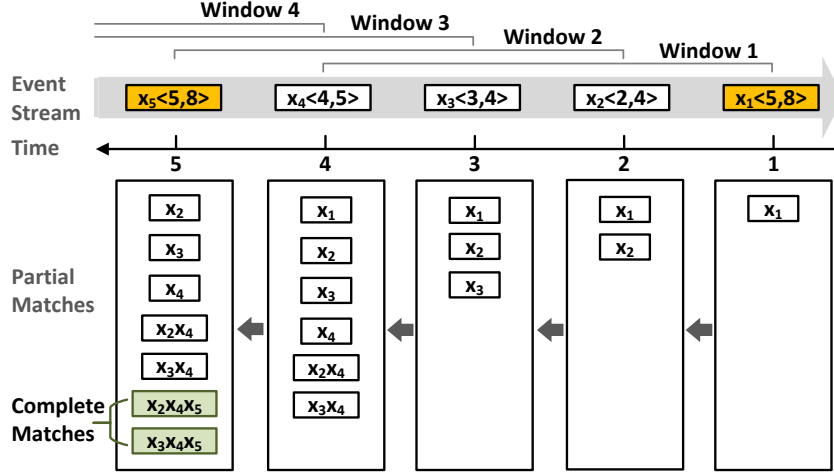 Window 4
Window 3
Window 2
Window 1
Event Stream
x₅<5,8> x₄<4,5> x₃<3,4> x₂<2,4> x₁<5,8>
Time
5 4 3 2 1
x₂ x₁ x₁ x₁ x₁
x₃ x₂ x₂ x₂
x₄ x₃ x₃
Partial Matches
x₂x₄ x₄
x₃x₄ x₂x₄
Complete Matches
x₂x₄x₅ x₃x₄
x₃x₄x₅